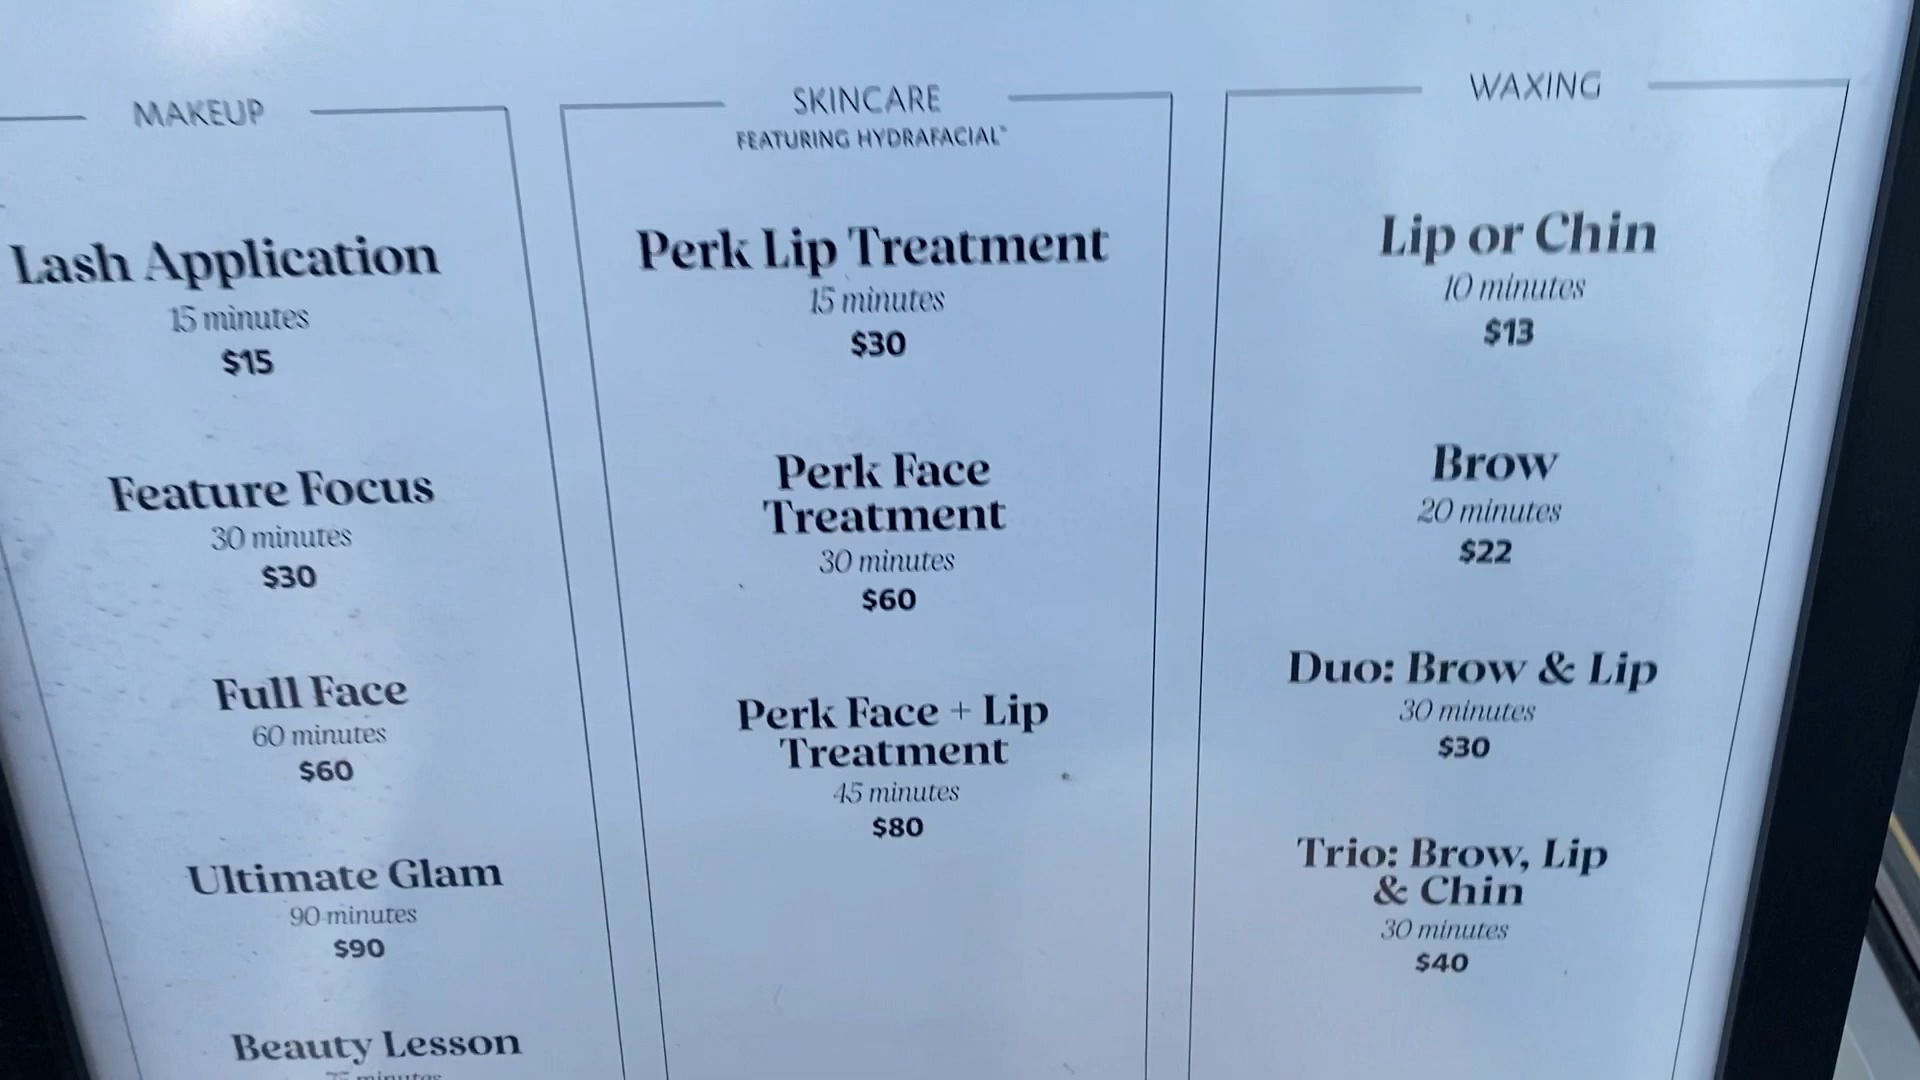 MAKEUP
Lash Application
15 minutes
$15
Feature Focus
30 minutes
$30
Full Face
60 minutes
$60
Ultimate Glam
90 minutes
$90
Beauty Lesson
minutes
SKINCARE
FEATURING HYDRAFACIAL
Perk Lip Treatment
15 minutes
$30
Perk Face
Treatment
30 minutes
$60
Perk Face + Lip
Treatment
45 minutes
$80
WAXING
Lip or Chin
10 minutes
$13
Brow
20 minutes
$22
Duo: Brow & Lip
30 minutes
$30
Trio: Brow, Lip
& Chin
30 minutes
$40